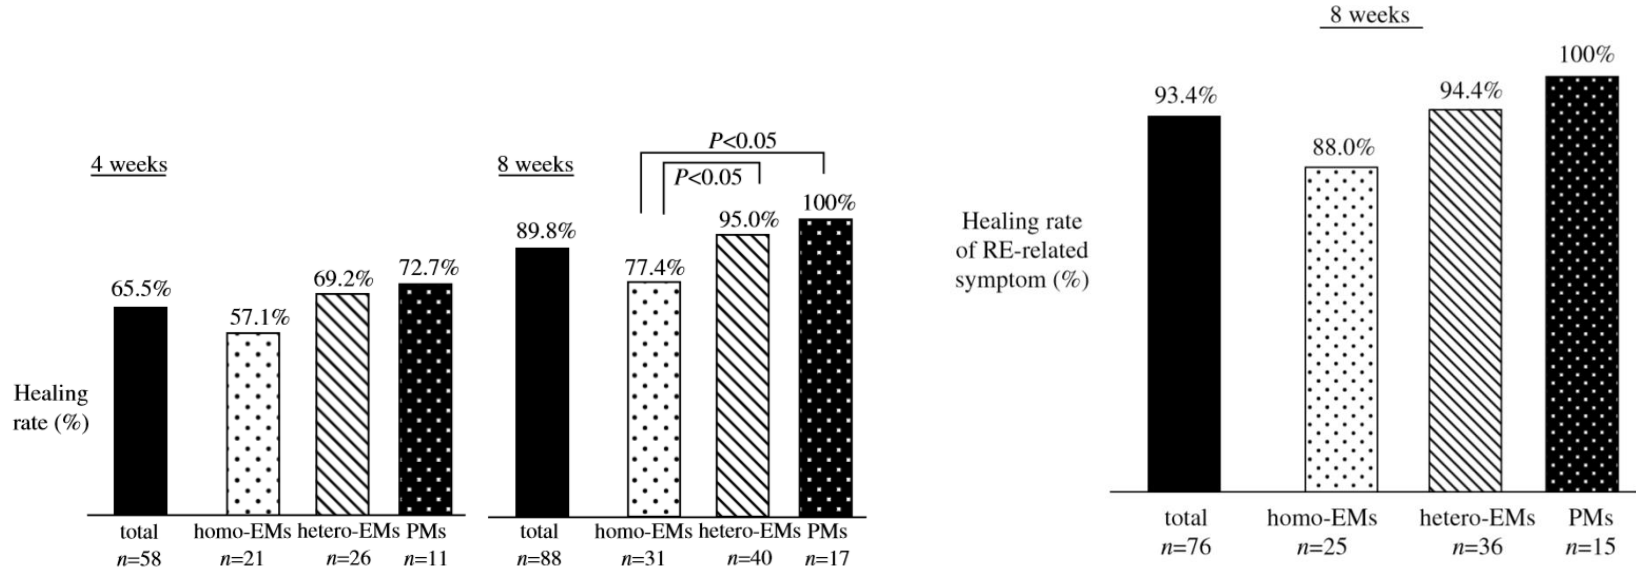 4 weeks
65.5%
57.1%
69.2%
72.7%
Healing
rate (%)
total
homo-EMs
hetero-EMs
PMs
n=58
n=21
n=26
n=11
8 weeks
P<0.05
P<0.05
89.8%
77.4%
95.0%
100%
total
homo-EMs
hetero-EMs
PMs
n=88
n=31
n=40
n=17
8 weeks
93.4%
88.0%
94.4%
100%
Healing rate
of RE-related
symptom (%)
total
homo-EMs
hetero-EMs
PMs
n=76
n=25
n=36
n=15